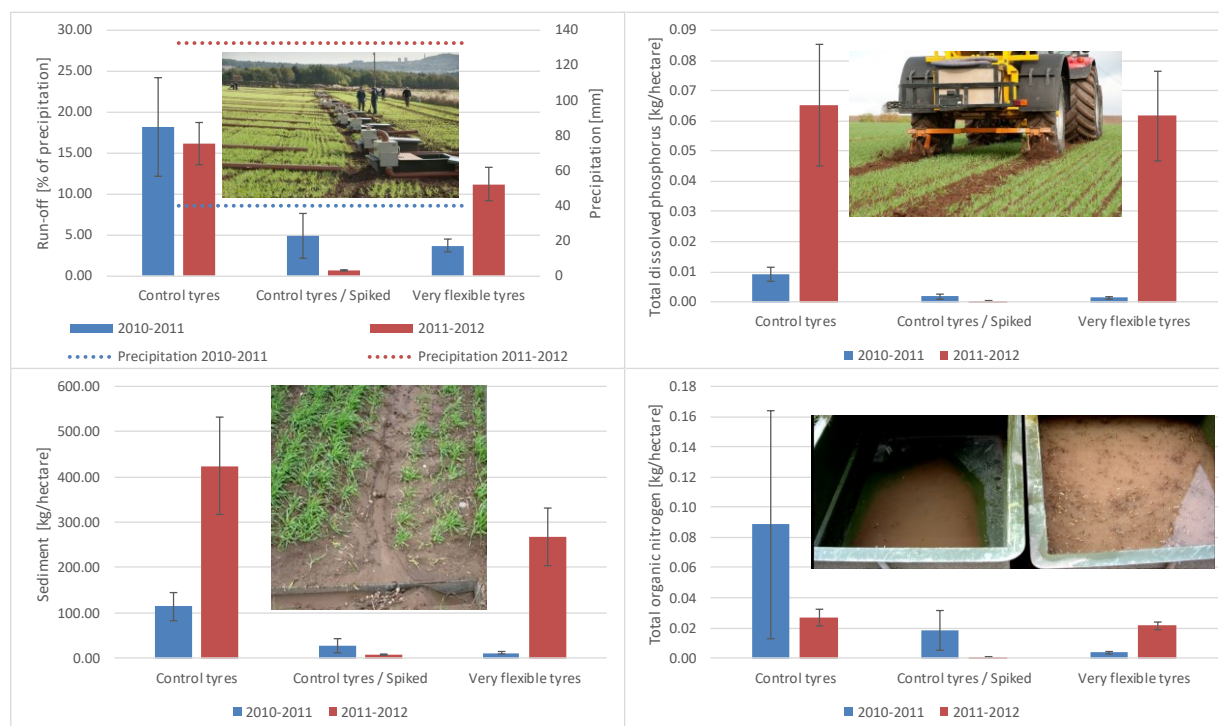 30.00
25.00
20.00
15.00
10.00
5.00
0.00
Run-off [% of precipitation]
140
120
100
80
60
40
20
0
Precipitation [mm]
Control tyres
Control tyres / Spiked
Very flexible tyres
2010-2011
2011-2012
Precipitation 2010-2011
Precipitation 2011-2012
0.09
0.08
0.07
0.06
0.05
0.04
0.03
0.02
0.01
0.00
Total dissolved phosphorus [kg/hectare]
Control tyres
Control tyres / Spiked
Very flexible tyres
2010-2011
2011-2012
600.00
500.00
400.00
300.00
200.00
100.00
0.00
Sediment [kg/hectare]
Control tyres
Control tyres / Spiked
Very flexible tyres
2010-2011
2011-2012
0.18
0.16
0.14
0.12
0.10
0.08
0.06
0.04
0.02
0.00
Total organic nitrogen [kg/hectare]
Control tyres
Control tyres / Spiked
Very flexible tyres
2010-2011
2011-2012